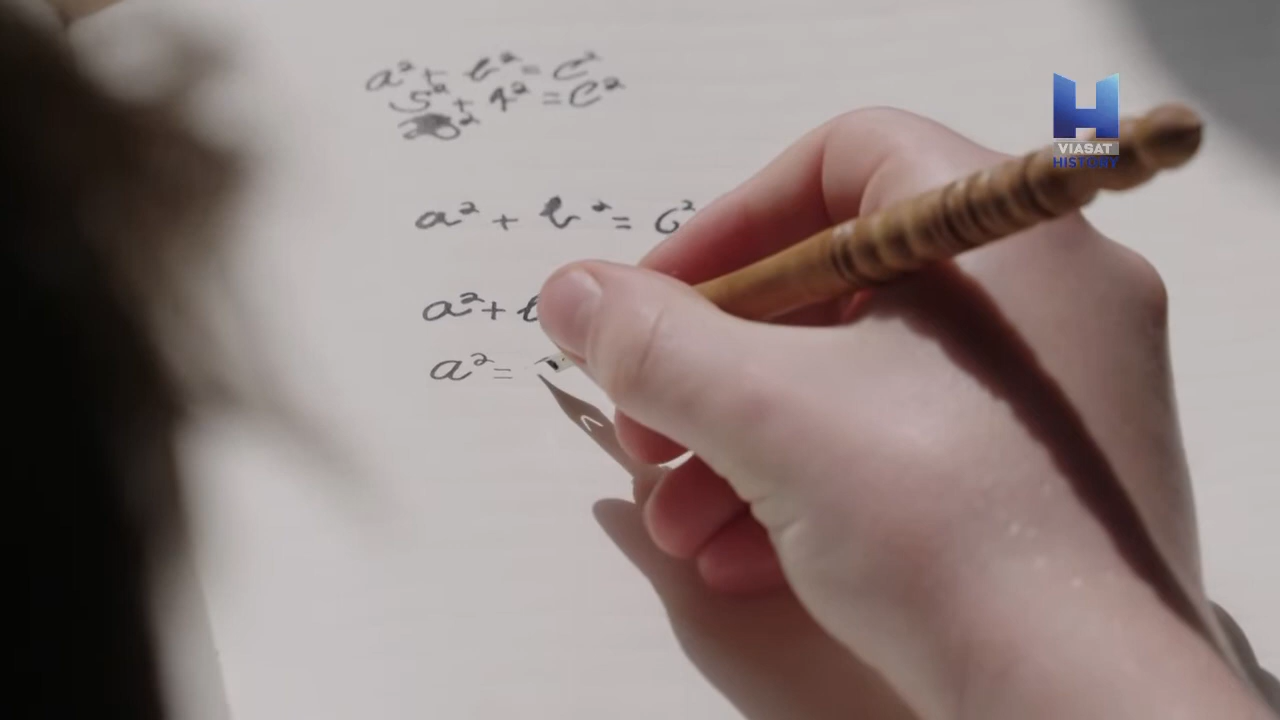 a² + b² = c²
5² + 4² = c²
a² + b² = c²
a² +
a² =
H
VIASAT
HISTORY